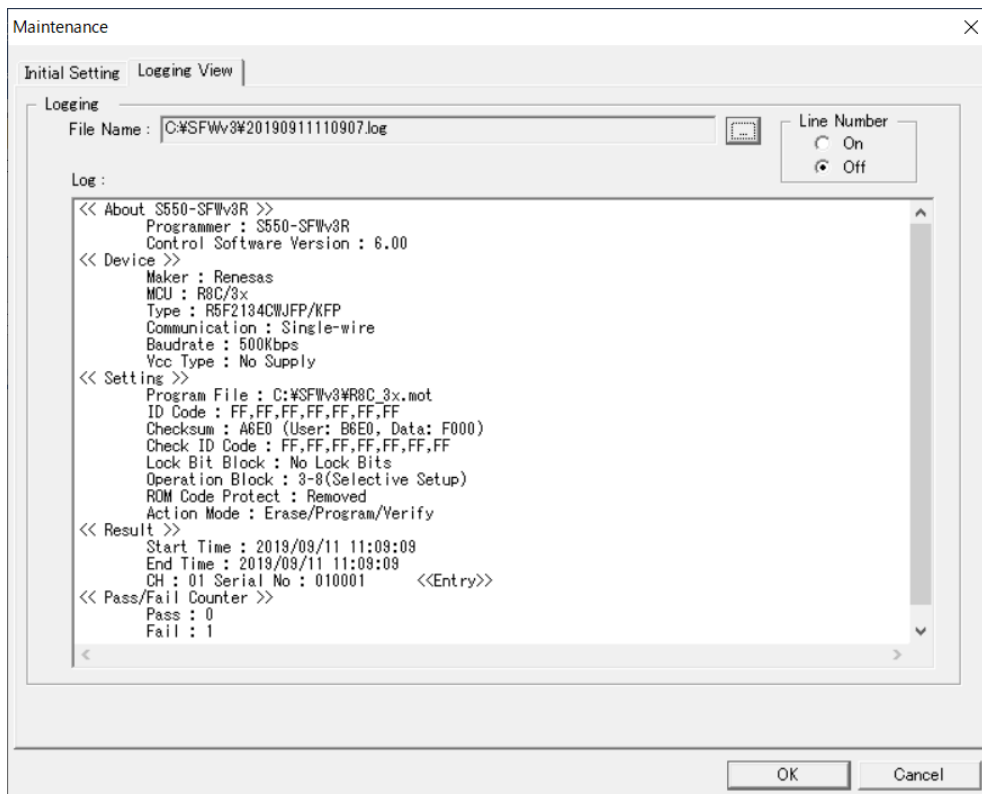 Maintenance
Initial Setting
Logging View
Logging
File Name : C:¥SFWv3¥20190911110907.log
...
Line Number
On
Off
Log :
<< About S550-SFWv3R >>
Programmer : S550-SFWv3R
Control Software Version : 6.00
<< Device >>
Maker : Renesas
MCU : R8C/3x
Type : R5F2134CWJFP/KFP
Communication : Single-wire
Baudrate : 500Kbps
Vcc Type : No Supply
<< Setting >>
Program File : C:¥SFWv3¥R8C_3x.mot
ID Code : FF,FF,FF,FF,FF,FF,FF
Checksum : A6E0 (User: B6E0, Data: F000)
Check ID Code : FF,FF,FF,FF,FF,FF,FF
Lock Bit Block : No Lock Bits
Operation Block : 3-8(Selective Setup)
ROM Code Protect : Removed
Action Mode : Erase/Program/Verify
<< Result >>
Start Time : 2019/09/11 11:09:09
End Time : 2019/09/11 11:09:09
CH : 01 Serial No : 010001 <<Entry>>
<< Pass/Fail Counter >>
Pass : 0
Fail : 1
OK
Cancel